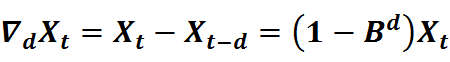 ∇_d X_t = X_t − X_{t−d} = (1 − B^d)X_t